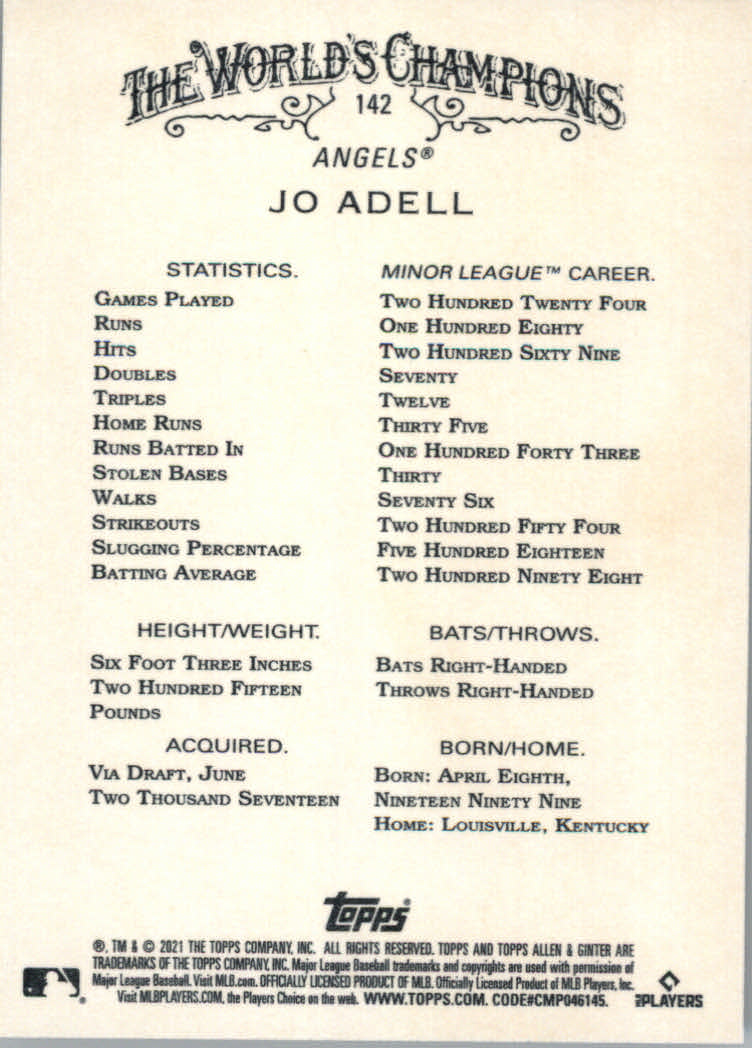 THE WORLD'S CHAMPIONS
142
ANGELS®
JO ADELL
STATISTICS. MINOR LEAGUE™ CAREER.
GAMES PLAYED TWO HUNDRED TWENTY FOUR
RUNS ONE HUNDRED EIGHTY
HITS TWO HUNDRED SIXTY NINE
DOUBLES SEVENTY
TRIPLES TWELVE
HOME RUNS THIRTY FIVE
RUNS BATTED IN ONE HUNDRED FORTY THREE
STOLEN BASES THIRTY
WALKS SEVENTY SIX
STRIKEOUTS TWO HUNDRED FIFTY FOUR
SLUGGING PERCENTAGE FIVE HUNDRED EIGHTEEN
BATTING AVERAGE TWO HUNDRED NINETY EIGHT
HEIGHT/WEIGHT.
SIX FOOT THREE INCHES
TWO HUNDRED FIFTEEN
POUNDS
BATS/THROWS.
BATS RIGHT-HANDED
THROWS RIGHT-HANDED
ACQUIRED.
VIA DRAFT, JUNE
TWO THOUSAND SEVENTEEN
BORN/HOME.
BORN: APRIL EIGHTH,
NINETEEN NINETY NINE
HOME: LOUISVILLE, KENTUCKY
Topps®
®, TM & © 2021 THE TOPPS COMPANY, INC. ALL RIGHTS RESERVED. TOPPS AND TOPPS ALLEN & GINTER ARE
TRADEMARKS OF THE TOPPS COMPANY, INC. Major League Baseball trademarks and copyrights are used with permission of
Major League Baseball. Visit MLB.com. OFFICIALLY LICENSED PRODUCT OF MLB. Officially Licensed Product of MLB Players, Inc.
Visit MLBPLAYERS.COM, the Players Choice on the web. WWW.TOPPS.COM. CODE#CMP046145.
PLAYERS